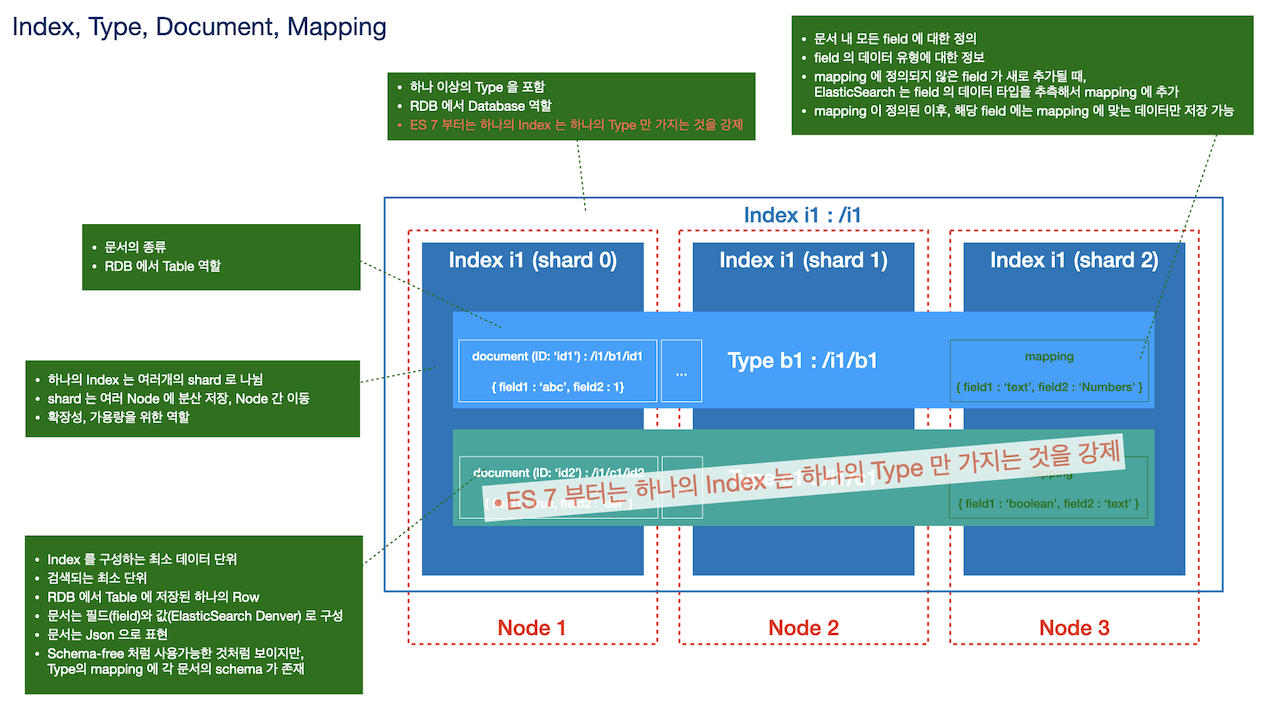 Index, Type, Document, Mapping
• 문서 내 모든 field 에 대한 정의
• field 의 데이터 유형에 대한 정보
• mapping 에 정의되지 않은 field 가 새로 추가될 때,
ElasticSearch 는 field 의 데이터 타입을 추측해서 mapping 에 추가
• mapping 이 정의된 이후, 해당 field 에는 mapping 에 맞는 데이터만 저장 가능
• 하나 이상의 Type 을 포함
• RDB 에서 Database 역할
• ES 7 부터는 하나의 Index 는 하나의 Type 만 가지는 것을 강제
• 문서의 종류
• RDB 에서 Table 역할
• 하나의 Index 는 여러개의 shard 로 나뉨
• shard 는 여러 Node 에 분산 저장, Node 간 이동
• 확장성, 가용량을 위한 역할
• Index 를 구성하는 최소 데이터 단위
• 검색되는 최소 단위
• RDB 에서 Table 에 저장된 하나의 Row
• 문서는 필드(field)와 값(ElasticSearch Denver) 로 구성
• 문서는 Json 으로 표현
• Schema-free 처럼 사용가능한 것처럼 보이지만,
Type의 mapping 에 각 문서의 schema 가 존재
Index i1 : /i1
Index i1 (shard 0)
Index i1 (shard 1)
Index i1 (shard 2)
document (ID: ‘id1’) : /i1/b1/id1
{ field1 : ‘abc’, field2 : 1}
...
Type b1 : /i1/b1
mapping
{ field1 : ‘text’, field2 : ‘Numbers’ }
document (ID: ‘id2’) : /i1/c1/id2
• ES 7 부터는 하나의 Index 는 하나의 Type 만 가지는 것을 강제
mapping
{ field1 : ‘boolean’, field2 : ‘text’ }
Node 1
Node 2
Node 3